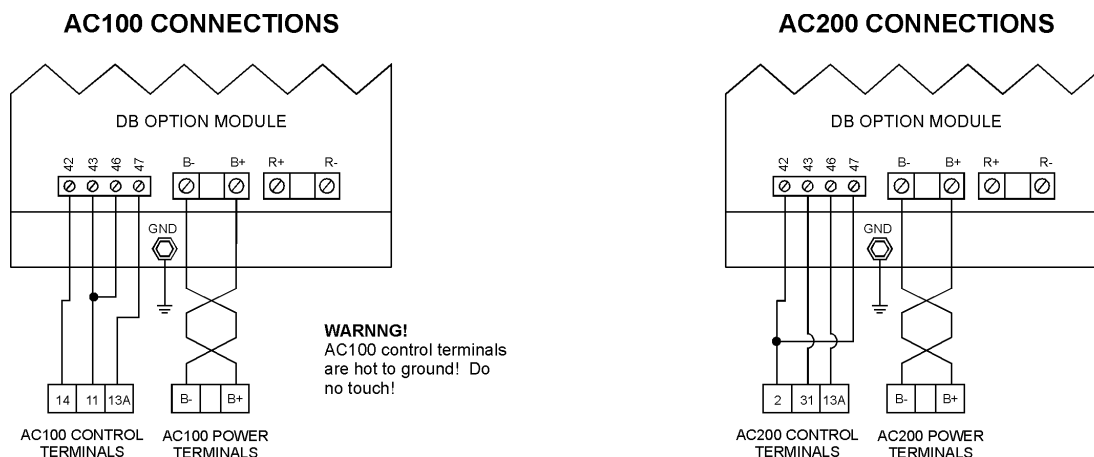 AC100 CONNECTIONS
DB OPTION MODULE
42 43 46 47 B- B+ R+ R-
GND
WARNNG!
AC100 control terminals
are hot to ground! Do
no touch!
14 11 13A B- B+
AC100 CONTROL
TERMINALS
AC100 POWER
TERMINALS
AC200 CONNECTIONS
DB OPTION MODULE
42 43 46 47 B- B+ R+ R-
GND
2 31 13A B- B+
AC200 CONTROL
TERMINALS
AC200 POWER
TERMINALS